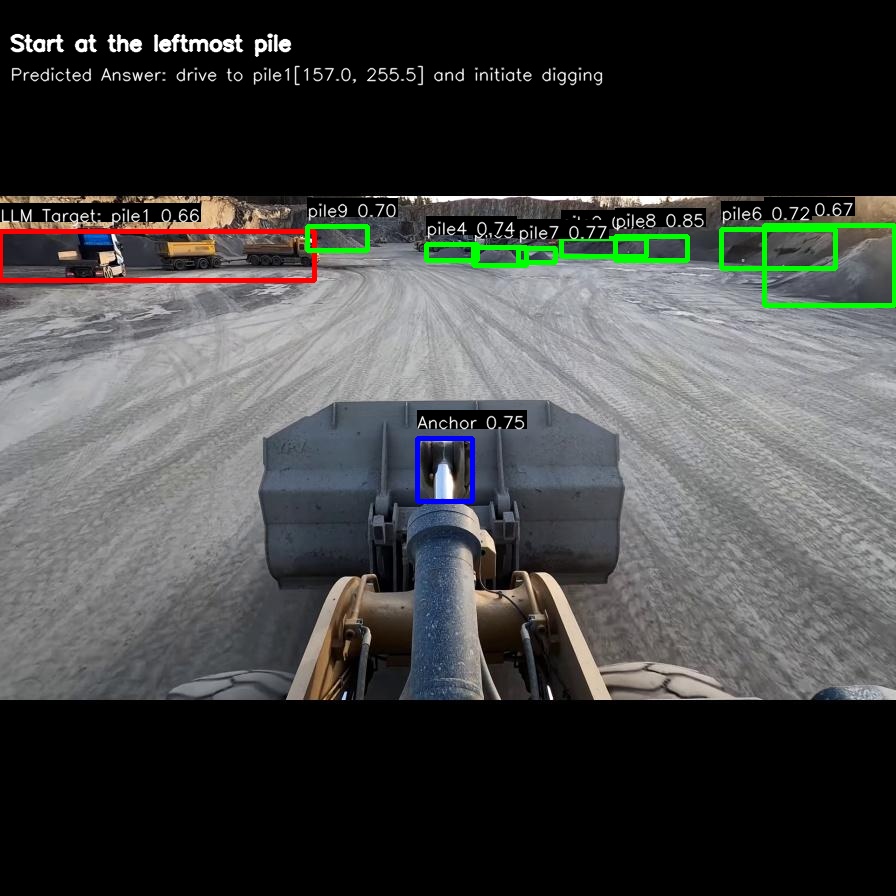 Start at the leftmost pile
Predicted Answer: drive to pile1[157.0, 255.5] and initiate digging
LLM Target: pile1 0.66
pile9 0.70
pile4 0.74
pile7 0.77
pile8 0.85
pile6 0.72
0.67
Anchor 0.75